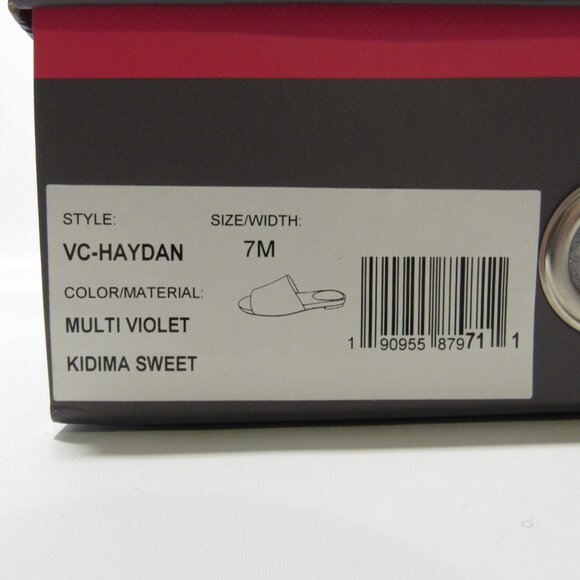 STYLE: SIZE/WIDTH:
VC-HAYDAN 7M
COLOR/MATERIAL:
MULTI VIOLET
KIDIMA SWEET
1 90955 87971 1